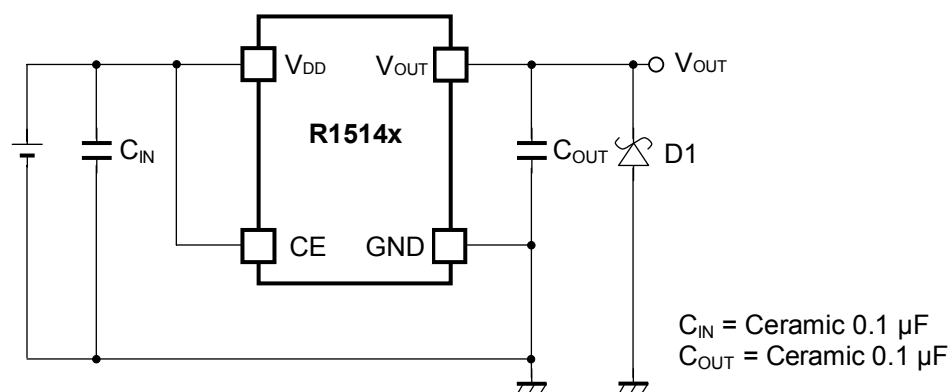 VDD
VOUT
VOUT
R1514x
CIN
COUT
D1
CE
GND
CIN = Ceramic 0.1 µF
COUT = Ceramic 0.1 µF